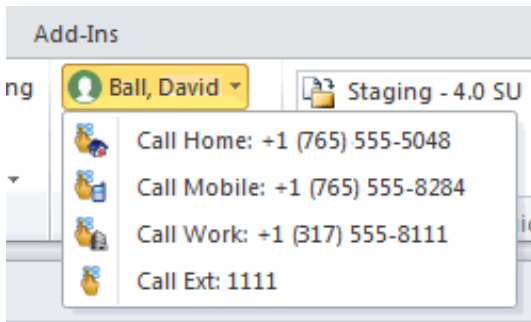 Add-Ins
ng
Ball, David
Staging - 4.0 SU
Call Home: +1 (765) 555-5048
Call Mobile: +1 (765) 555-8284
Call Work: +1 (317) 555-8111
Call Ext: 1111